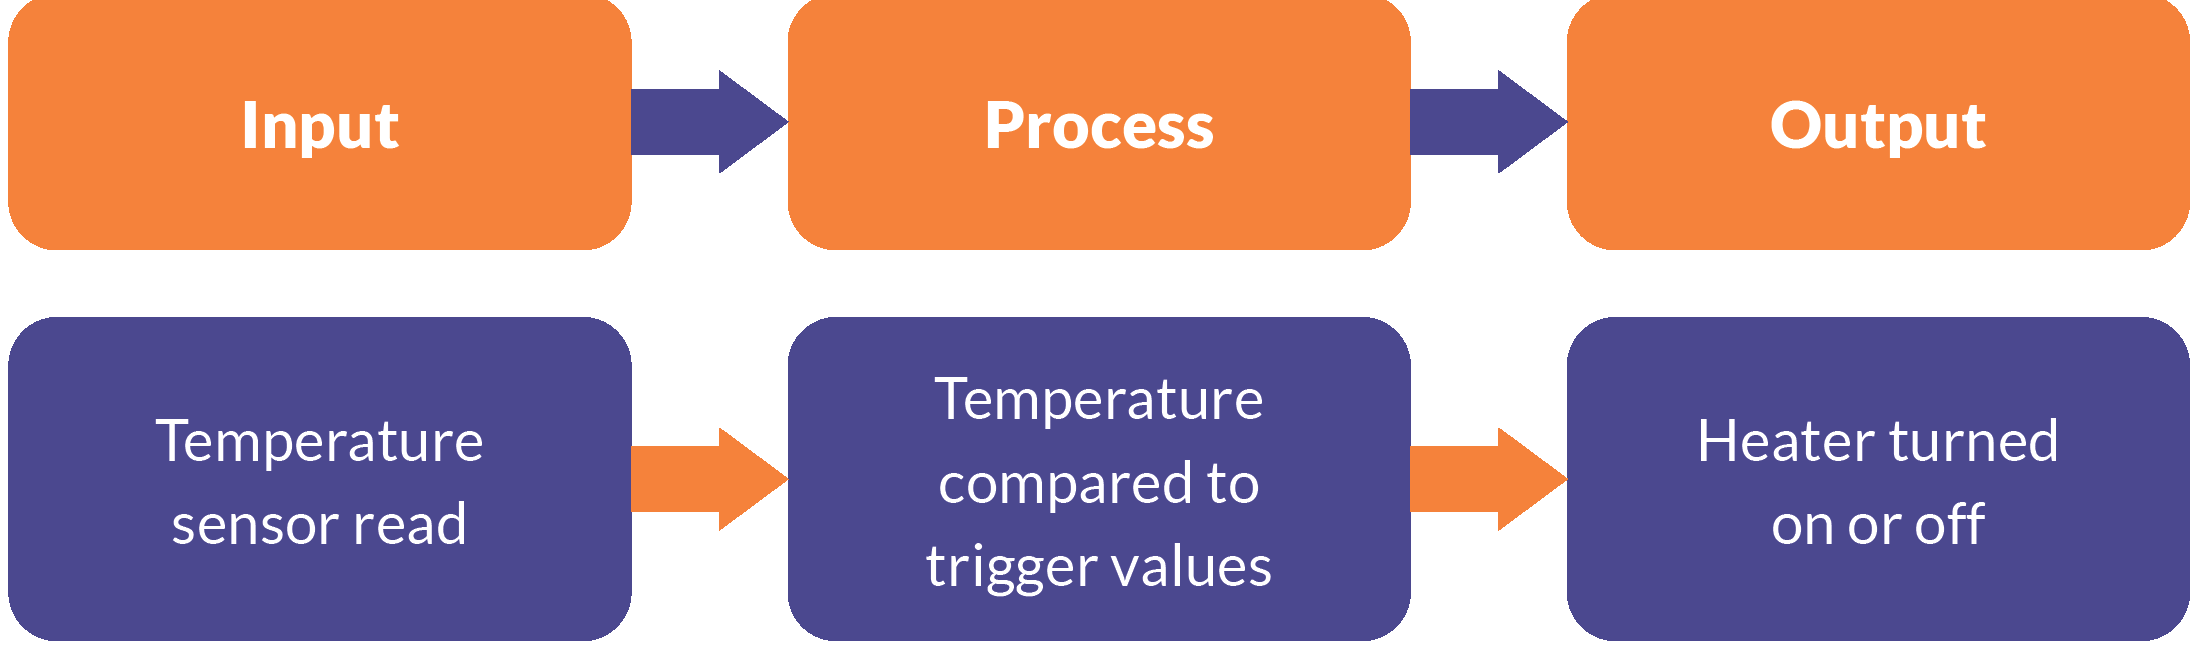 Input
Process
Output
Temperature
sensor read
Temperature
compared to
trigger values
Heater turned
on or off